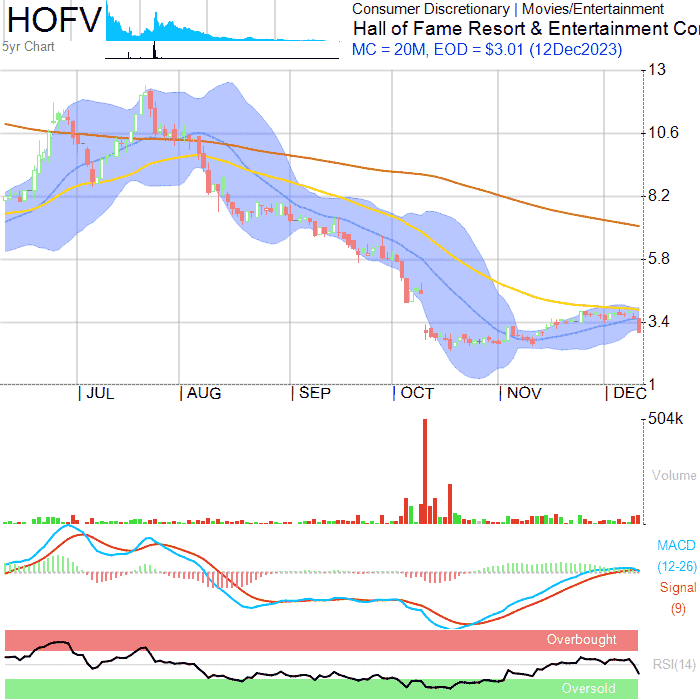 HOFV
5yr Chart
Consumer Discretionary | Movies/Entertainment
Hall of Fame Resort & Entertainment Co
MC = 20M, EOD = $3.01 (12Dec2023)
13
10.6
8.2
5.8
3.4
1
JUL AUG SEP OCT NOV DEC
504k
Volume
MACD
(12-26)
Signal
(9)
Overbought
RSI(14)
Oversold